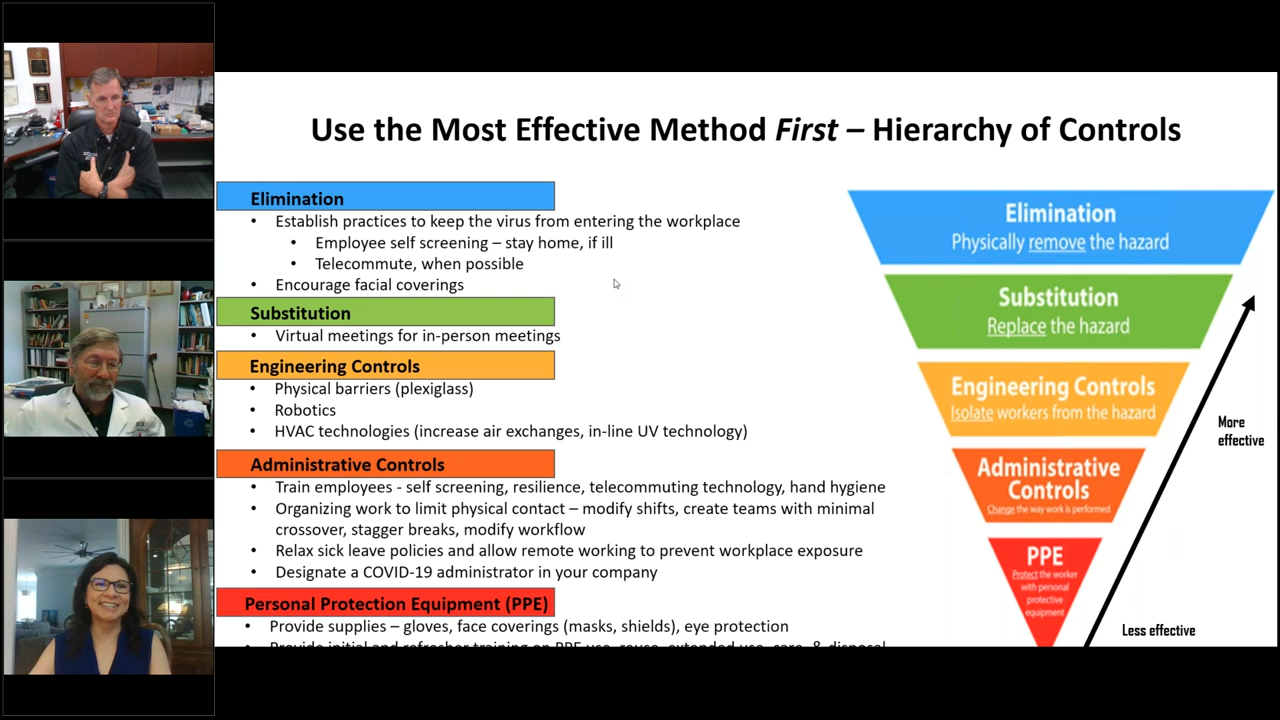 Use the Most Effective Method First – Hierarchy of Controls
Elimination
• Establish practices to keep the virus from entering the workplace
• Employee self screening – stay home, if ill
• Telecommute, when possible
• Encourage facial coverings
Substitution
• Virtual meetings for in-person meetings
Engineering Controls
• Physical barriers (plexiglass)
• Robotics
• HVAC technologies (increase air exchanges, in-line UV technology)
Administrative Controls
• Train employees - self screening, resilience, telecommuting technology, hand hygiene
• Organizing work to limit physical contact – modify shifts, create teams with minimal
crossover, stagger breaks, modify workflow
• Relax sick leave policies and allow remote working to prevent workplace exposure
• Designate a COVID-19 administrator in your company
Personal Protection Equipment (PPE)
• Provide supplies – gloves, face coverings (masks, shields), eye protection
• Provide initial and refresher training on PPE use, reuse, extended use, care, & disposal
Elimination
Physically remove the hazard
Substitution
Replace the hazard
Engineering Controls
Isolate workers from the hazard
Administrative
Controls
Change the way work is performed
PPE
Protect the worker
with personal
protective
equipment
More
effective
Less effective